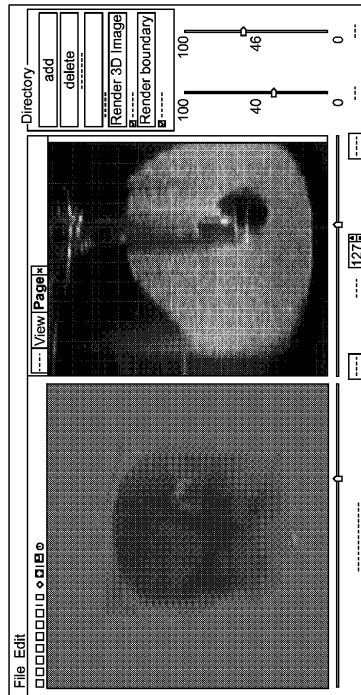 File Edit
View Page×
Directory
add
delete
Render 3D Image
Render boundary
100
46
0
100
40
0
127